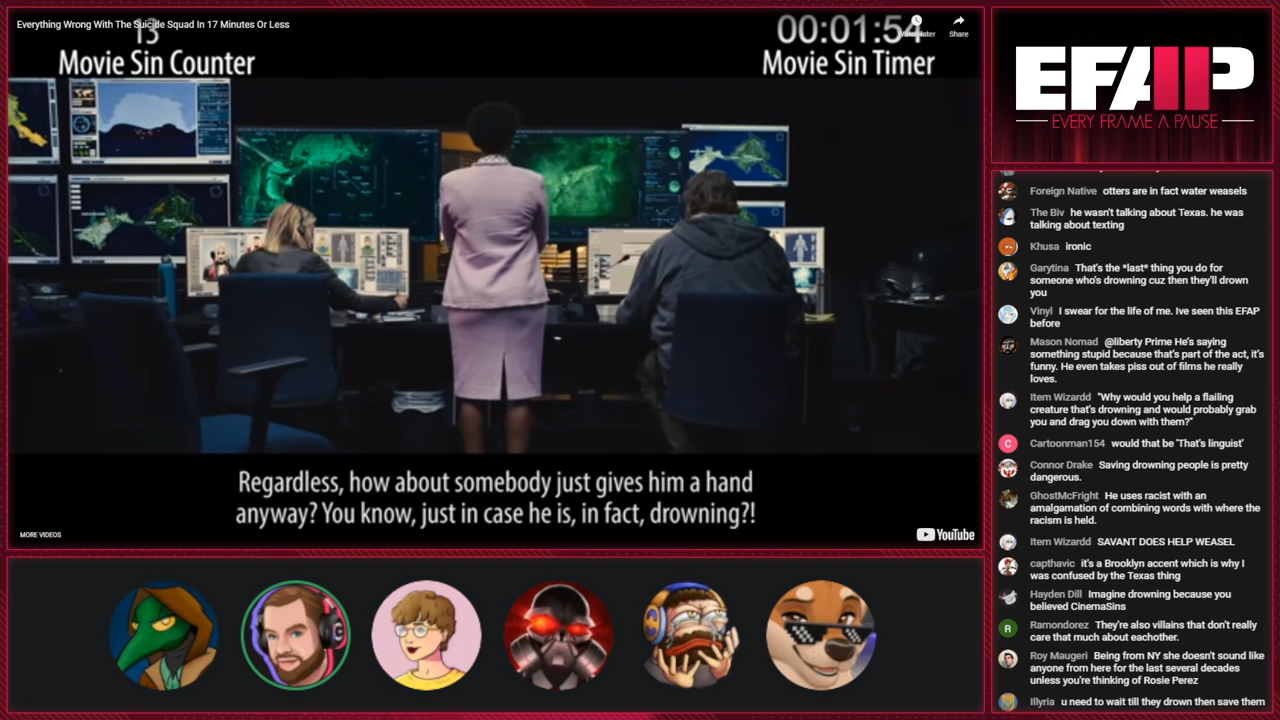 Everything Wrong With The Suicide Squad In 17 Minutes Or Less
13
Movie Sin Counter
00:01:54
Movie Sin Timer
Share
Regardless, how about somebody just gives him a hand
anyway? You know, just in case he is, in fact, drowning?!
MORE VIDEOS
YouTube
EFAP
EVERY FRAME A PAUSE
Foreign Native otters are in fact water weasels
The Biv he wasn't talking about Texas. he was
talking about texting
Khusa ironic
Garytina That's the *last* thing you do for
someone who's drowning cuz then they'll drown
you
Vinyl I swear for the life of me. Ive seen this EFAP
before
Mason Nomad @liberty Prime He's saying
something stupid because that's part of the act, it's
funny. He even takes piss out of films he really
loves.
Item Wizardd "Why would you help a flailing
creature that's drowning and would probably grab
you and drag you down with them?"
C
Cartoonman154 would that be 'That's linguist'
Connor Drake Saving drowning people is pretty
dangerous.
GhostMcFright He uses racist with an
amalgamation of combining words with where the
racism is held.
Item Wizardd SAVANT DOES HELP WEASEL
capthavic it's a Brooklyn accent which is why I
was confused by the Texas thing
Hayden Dill Imagine drowning because you
believed CinemaSins
R
Ramondorez They're also villains that don't really
care that much about eachother.
Roy Maugeri Being from NY she doesn't sound like
anyone from here for the last several decades
unless you're thinking of Rosie Perez
Illyria u need to wait till they drown then save them